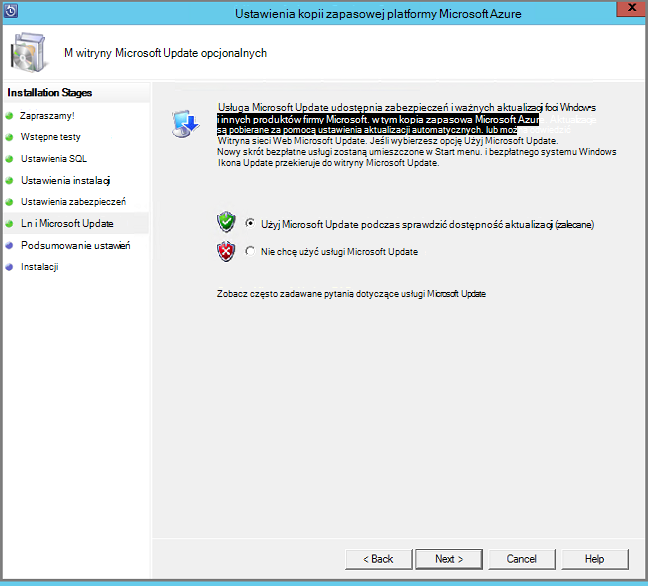 Ustawienia kopii zapasowej platformy Microsoft Azure
M witryny Microsoft Update opcjonalnych
Installation Stages
Zapraszamy!
Wstępne testy
Ustawienia SQL
Ustawienia instalacji
Ustawienia zabezpieczeń
Ln i Microsoft Update
Podsumowanie ustawień
Instalacji
Usługa Microsoft Update udostępnia zabezpieczeń i ważnych aktualizacji foci Windows
i innych produktów firmy Microsoft. w tym kopia zapasowa Microsoft Azur . Aktualizacje
są pobierane za pomocą ustawienia aktualizacji automatycznych. lub moż
Witryna sieci Web Microsoft Update. Jeśli wybierzesz opcję Użyj Microsoft Update.
Nowy skrót bezpłatne usługi zostaną umieszczone w Start menu. i bezpłatnego systemu Windows
Ikona Update przekieruje do witryny Microsoft Update.
Użyj Microsoft Update podczas sprawdzić dostępność aktualizacji (zalecane)
Nie chcę użyć usługi Microsoft Update
Zobacz często zadawane pytania dotyczące usługi Microsoft Update
< Back
Next >
Cancel
Help